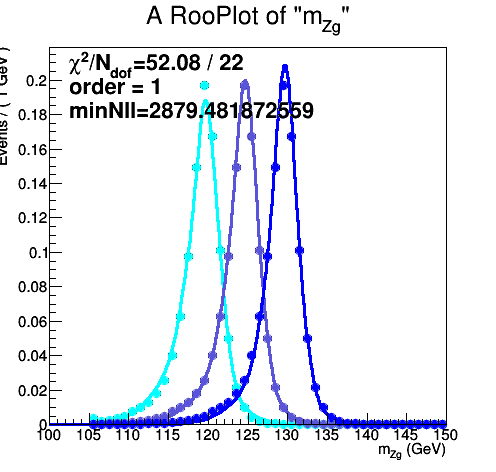 A RooPlot of "m_Zg"
χ²/N_dof=52.08 / 22
order = 1
minNll=2879.481872559
Events / ( 1 GeV )
0.2
0.18
0.16
0.14
0.12
0.1
0.08
0.06
0.04
0.02
0
100 105 110 115 120 125 130 135 140 145 150
m_Zg (GeV)